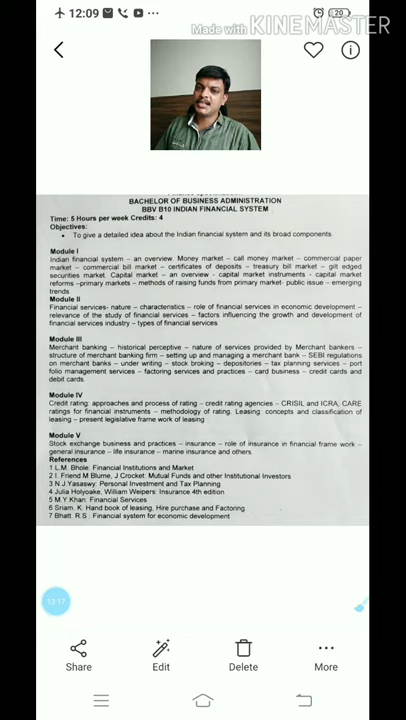 12:09
20
Made with KINEMASTER
BACHELOR OF BUSINESS ADMINISTRATION
BBV B10 INDIAN FINANCIAL SYSTEM
Time: 5 Hours per week Credits: 4
Objectives:
• To give a detailed idea about the Indian financial system and its broad components
Module I
Indian financial system – an overview. Money market – call money market – commercial paper
market – commercial bill market – certificates of deposits – treasury bill market – gilt edged
securities market. Capital market – an overview - capital market instruments - capital market
reforms –primary markets – methods of raising funds from primary market- public issue – emerging
trends
Module II
Financial services- nature – characteristics – role of financial services in economic development –
relevance of the study of financial services – factors influencing the growth and development of
financial services industry – types of financial services
Module III
Merchant banking – historical perceptive – nature of services provided by Merchant bankers –
structure of merchant banking firm – setting up and managing a merchant bank – SEBI regulations
on merchant banks – under writing – stock broking – depositories – tax planning services – port
folio management services – factoring services and practices – card business – credit cards and
debit cards.
Module IV
Credit rating: approaches and process of rating – credit rating agencies – CRISIL and ICRA, CARE
ratings for financial instruments – methodology of rating. Leasing: concepts and classification of
leasing – present legislative frame work of leasing
Module V
Stock exchange business and practices – insurance – role of insurance in financial frame work –
general insurance – life insurance – marine insurance and others.
References
1 L.M. Bhole: Financial Institutions and Market
2 I. Friend M Blume, J Crocket: Mutual Funds and other Institutional Investors
3 N.J.Yasaswy: Personal Investment and Tax Planning
4 Julia Holyoake, William Weipers: Insurance 4th edition
5 M.Y.Khan: Financial Services
6 Sriam. K. Hand book of leasing, Hire purchase and Factoring.
7 Bhatt. R.S.: Financial system for economic development
13:17
Share Edit Delete More